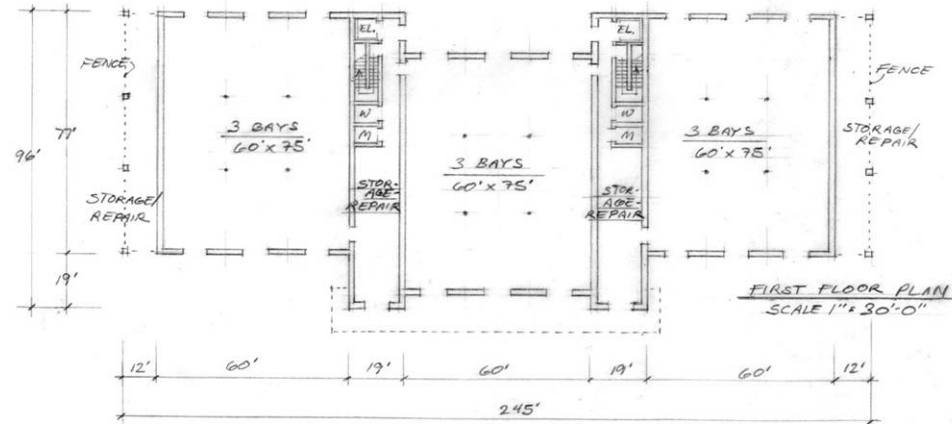 EL.
EL.
FENCE
FENCE
77'
96'
W
W
3 BAYS
60' x 75'
M
M
3 BAYS
60' x 75'
STORAGE/
REPAIR
3 BAYS
60' x 75'
STOR-
AGE-
REPAIR
STOR-
AGE-
REPAIR
STORAGE/
REPAIR
19'
FIRST FLOOR PLAN
SCALE 1" = 30'-0"
12'
60'
19'
60'
19'
60'
12'
245'